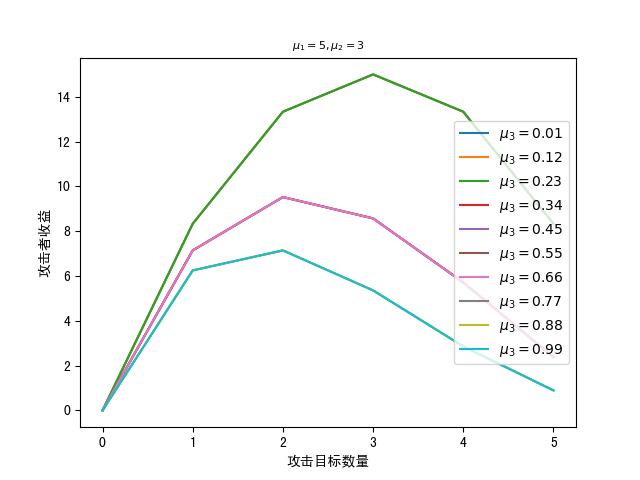 μ₁ = 5, μ₂ = 3
攻击者收益
14
12
10
8
6
4
2
0
μ₃ = 0.01
μ₃ = 0.12
μ₃ = 0.23
μ₃ = 0.34
μ₃ = 0.45
μ₃ = 0.55
μ₃ = 0.66
μ₃ = 0.77
μ₃ = 0.88
μ₃ = 0.99
0 1 2 3 4 5
攻击目标数量